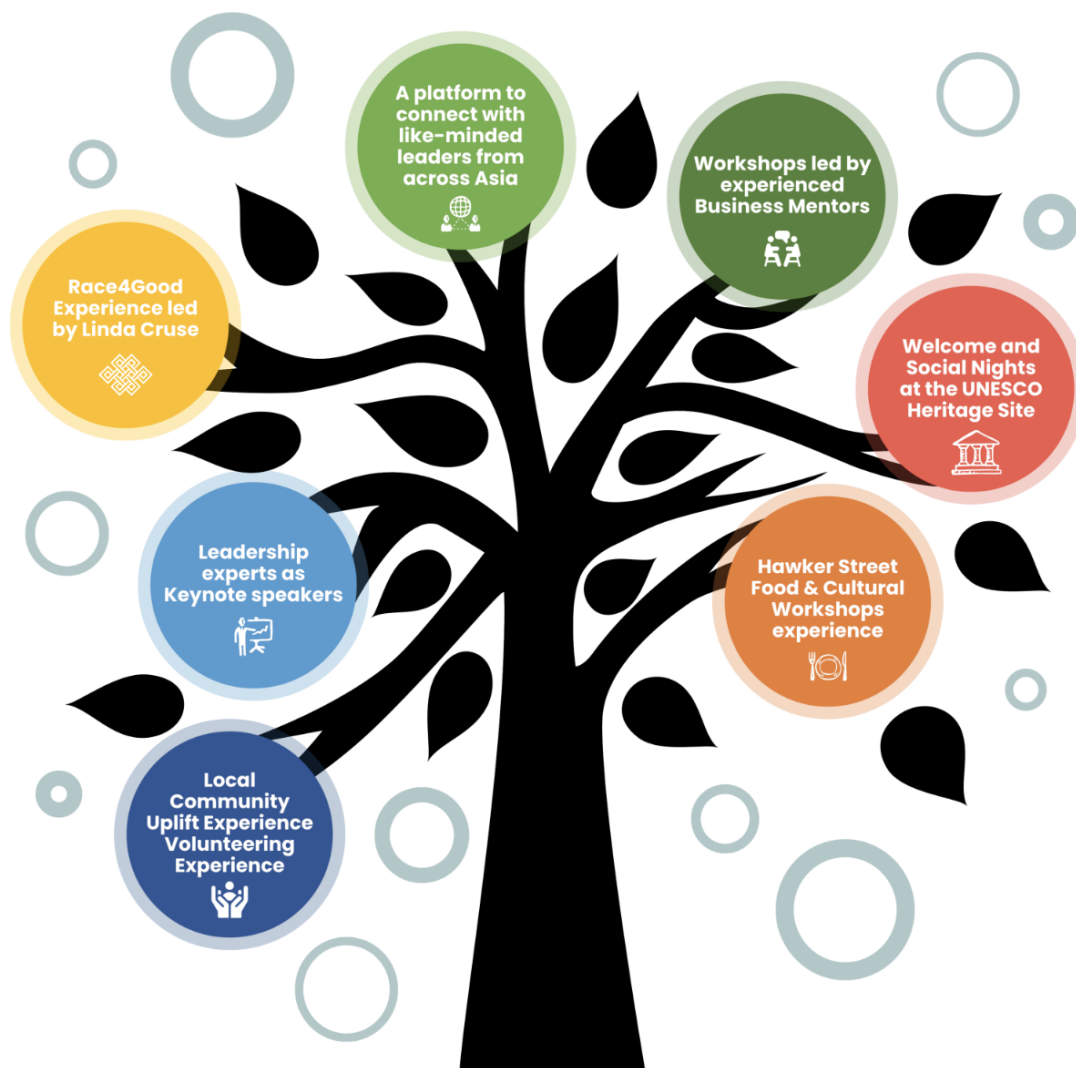 A platform to
connect with
like-minded
leaders from
across Asia
Workshops led by
experienced
Business Mentors
Race4Good
Experience led
by Linda Cruse
Welcome and
Social Nights
at the UNESCO
Heritage Site
Leadership
experts as
Keynote speakers
Hawker Street
Food & Cultural
Workshops
experience
Local
Community
Uplift Experience
Volunteering
Experience